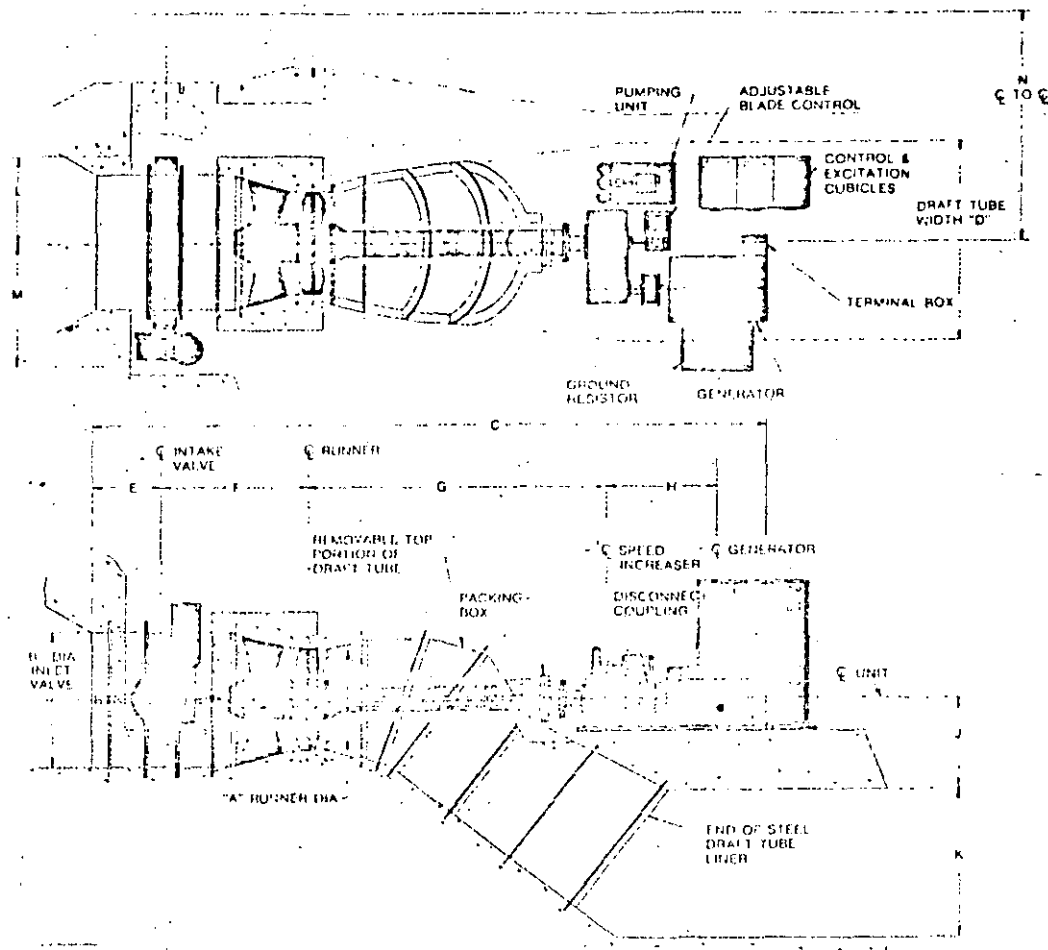 PUMPING
UNIT
ADJUSTABLE
BLADE CONTROL
N
℄ TO ℄
CONTROL &
EXCITATION
CUBICLES
DRAFT TUBE
WIDTH "D"
L
M
TERMINAL BOX
GROUND
RESISTOR
GENERATOR
C
℄ INTAKE
VALVE
℄ RUNNER
E
F
G
H
REMOVABLE TOP
PORTION OF
DRAFT TUBE
℄ SPEED
INCREASER
℄ GENERATOR
PACKING
BOX
DISCONNECT
COUPLING
DIA
INLET
VALVE
℄ UNIT
J
"A" RUNNER DIA
END OF STEEL
DRAFT TUBE
LINER
K